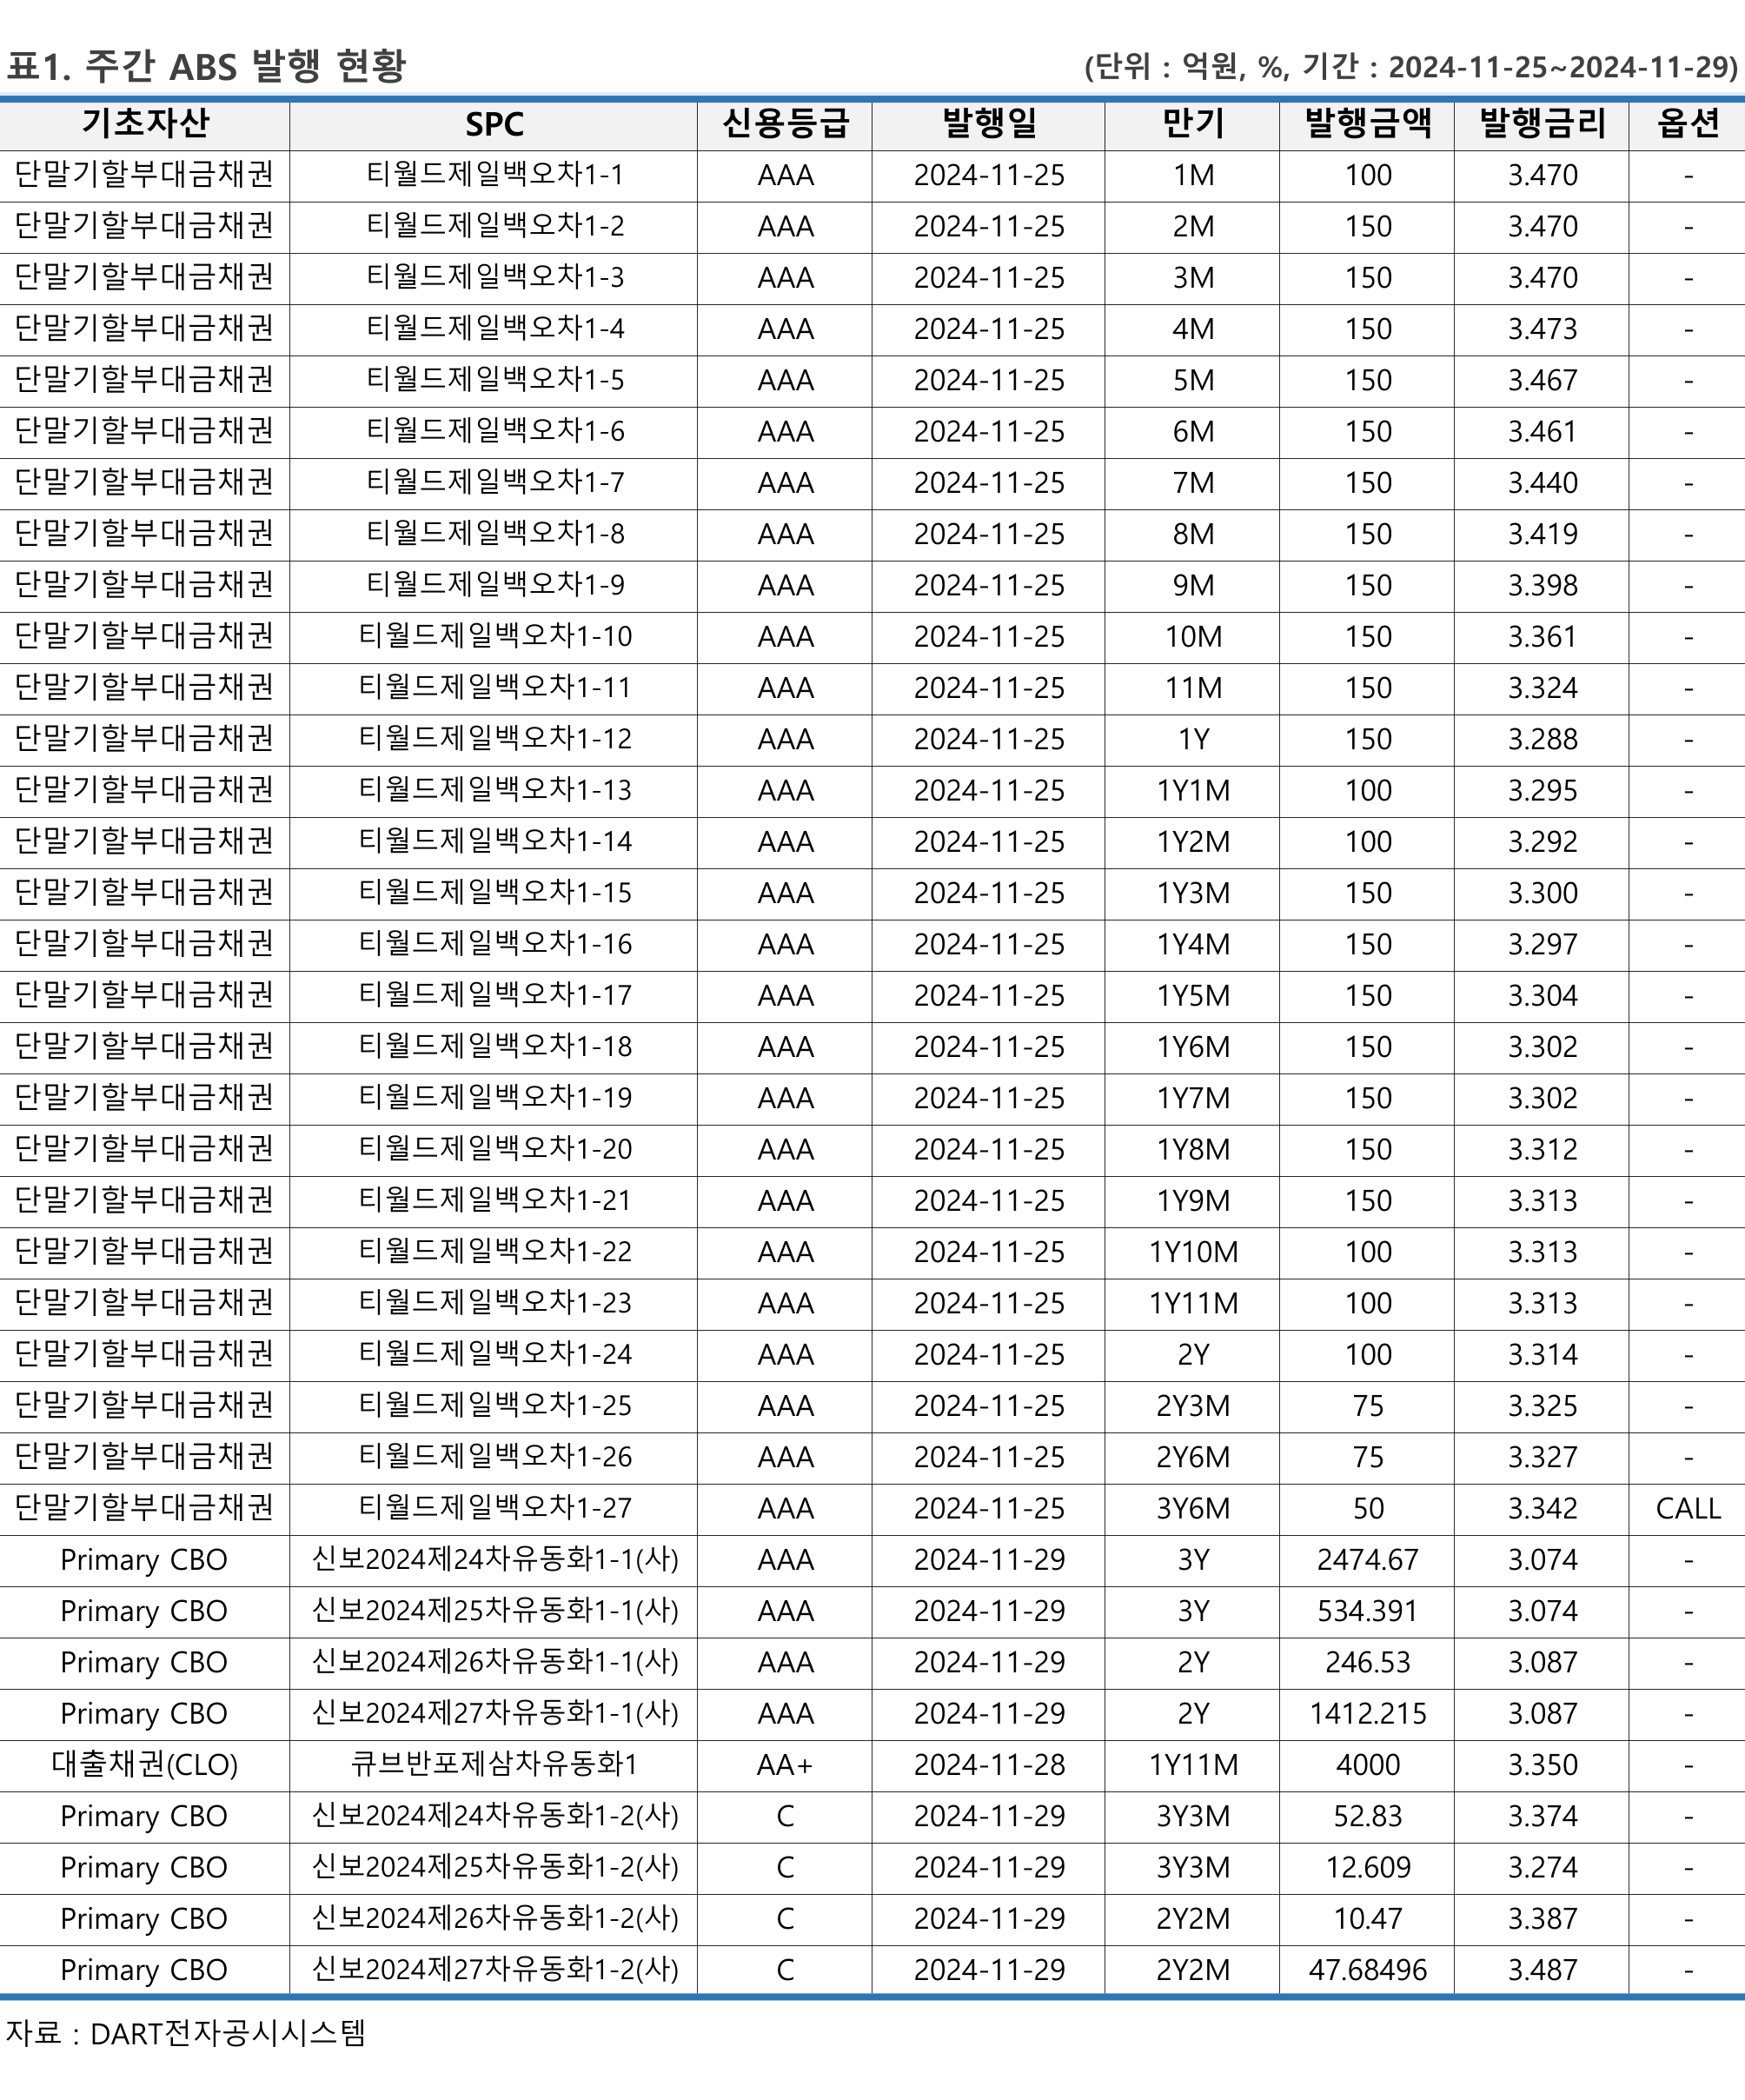 표1. 주간 ABS 발행 현황 (단위 : 억원, %, 기간 : 2024-11-25~2024-11-29)
기초자산 SPC 신용등급 발행일 만기 발행금액 발행금리 옵션
단말기할부대금채권 티월드제일백오차1-1 AAA 2024-11-25 1M 100 3.470 -
단말기할부대금채권 티월드제일백오차1-2 AAA 2024-11-25 2M 150 3.470 -
단말기할부대금채권 티월드제일백오차1-3 AAA 2024-11-25 3M 150 3.470 -
단말기할부대금채권 티월드제일백오차1-4 AAA 2024-11-25 4M 150 3.473 -
단말기할부대금채권 티월드제일백오차1-5 AAA 2024-11-25 5M 150 3.467 -
단말기할부대금채권 티월드제일백오차1-6 AAA 2024-11-25 6M 150 3.461 -
단말기할부대금채권 티월드제일백오차1-7 AAA 2024-11-25 7M 150 3.440 -
단말기할부대금채권 티월드제일백오차1-8 AAA 2024-11-25 8M 150 3.419 -
단말기할부대금채권 티월드제일백오차1-9 AAA 2024-11-25 9M 150 3.398 -
단말기할부대금채권 티월드제일백오차1-10 AAA 2024-11-25 10M 150 3.361 -
단말기할부대금채권 티월드제일백오차1-11 AAA 2024-11-25 11M 150 3.324 -
단말기할부대금채권 티월드제일백오차1-12 AAA 2024-11-25 1Y 150 3.288 -
단말기할부대금채권 티월드제일백오차1-13 AAA 2024-11-25 1Y1M 100 3.295 -
단말기할부대금채권 티월드제일백오차1-14 AAA 2024-11-25 1Y2M 100 3.292 -
단말기할부대금채권 티월드제일백오차1-15 AAA 2024-11-25 1Y3M 150 3.300 -
단말기할부대금채권 티월드제일백오차1-16 AAA 2024-11-25 1Y4M 150 3.297 -
단말기할부대금채권 티월드제일백오차1-17 AAA 2024-11-25 1Y5M 150 3.304 -
단말기할부대금채권 티월드제일백오차1-18 AAA 2024-11-25 1Y6M 150 3.302 -
단말기할부대금채권 티월드제일백오차1-19 AAA 2024-11-25 1Y7M 150 3.302 -
단말기할부대금채권 티월드제일백오차1-20 AAA 2024-11-25 1Y8M 150 3.312 -
단말기할부대금채권 티월드제일백오차1-21 AAA 2024-11-25 1Y9M 150 3.313 -
단말기할부대금채권 티월드제일백오차1-22 AAA 2024-11-25 1Y10M 100 3.313 -
단말기할부대금채권 티월드제일백오차1-23 AAA 2024-11-25 1Y11M 100 3.313 -
단말기할부대금채권 티월드제일백오차1-24 AAA 2024-11-25 2Y 100 3.314 -
단말기할부대금채권 티월드제일백오차1-25 AAA 2024-11-25 2Y3M 75 3.325 -
단말기할부대금채권 티월드제일백오차1-26 AAA 2024-11-25 2Y6M 75 3.327 -
단말기할부대금채권 티월드제일백오차1-27 AAA 2024-11-25 3Y6M 50 3.342 CALL
Primary CBO 신보2024제24차유동화1-1(사) AAA 2024-11-29 3Y 2474.67 3.074 -
Primary CBO 신보2024제25차유동화1-1(사) AAA 2024-11-29 3Y 534.391 3.074 -
Primary CBO 신보2024제26차유동화1-1(사) AAA 2024-11-29 2Y 246.53 3.087 -
Primary CBO 신보2024제27차유동화1-1(사) AAA 2024-11-29 2Y 1412.215 3.087 -
대출채권(CLO) 큐브반포제삼차유동화1 AA+ 2024-11-28 1Y11M 4000 3.350 -
Primary CBO 신보2024제24차유동화1-2(사) C 2024-11-29 3Y3M 52.83 3.374 -
Primary CBO 신보2024제25차유동화1-2(사) C 2024-11-29 3Y3M 12.609 3.274 -
Primary CBO 신보2024제26차유동화1-2(사) C 2024-11-29 2Y2M 10.47 3.387 -
Primary CBO 신보2024제27차유동화1-2(사) C 2024-11-29 2Y2M 47.68496 3.487 -
자료 : DART전자공시시스템